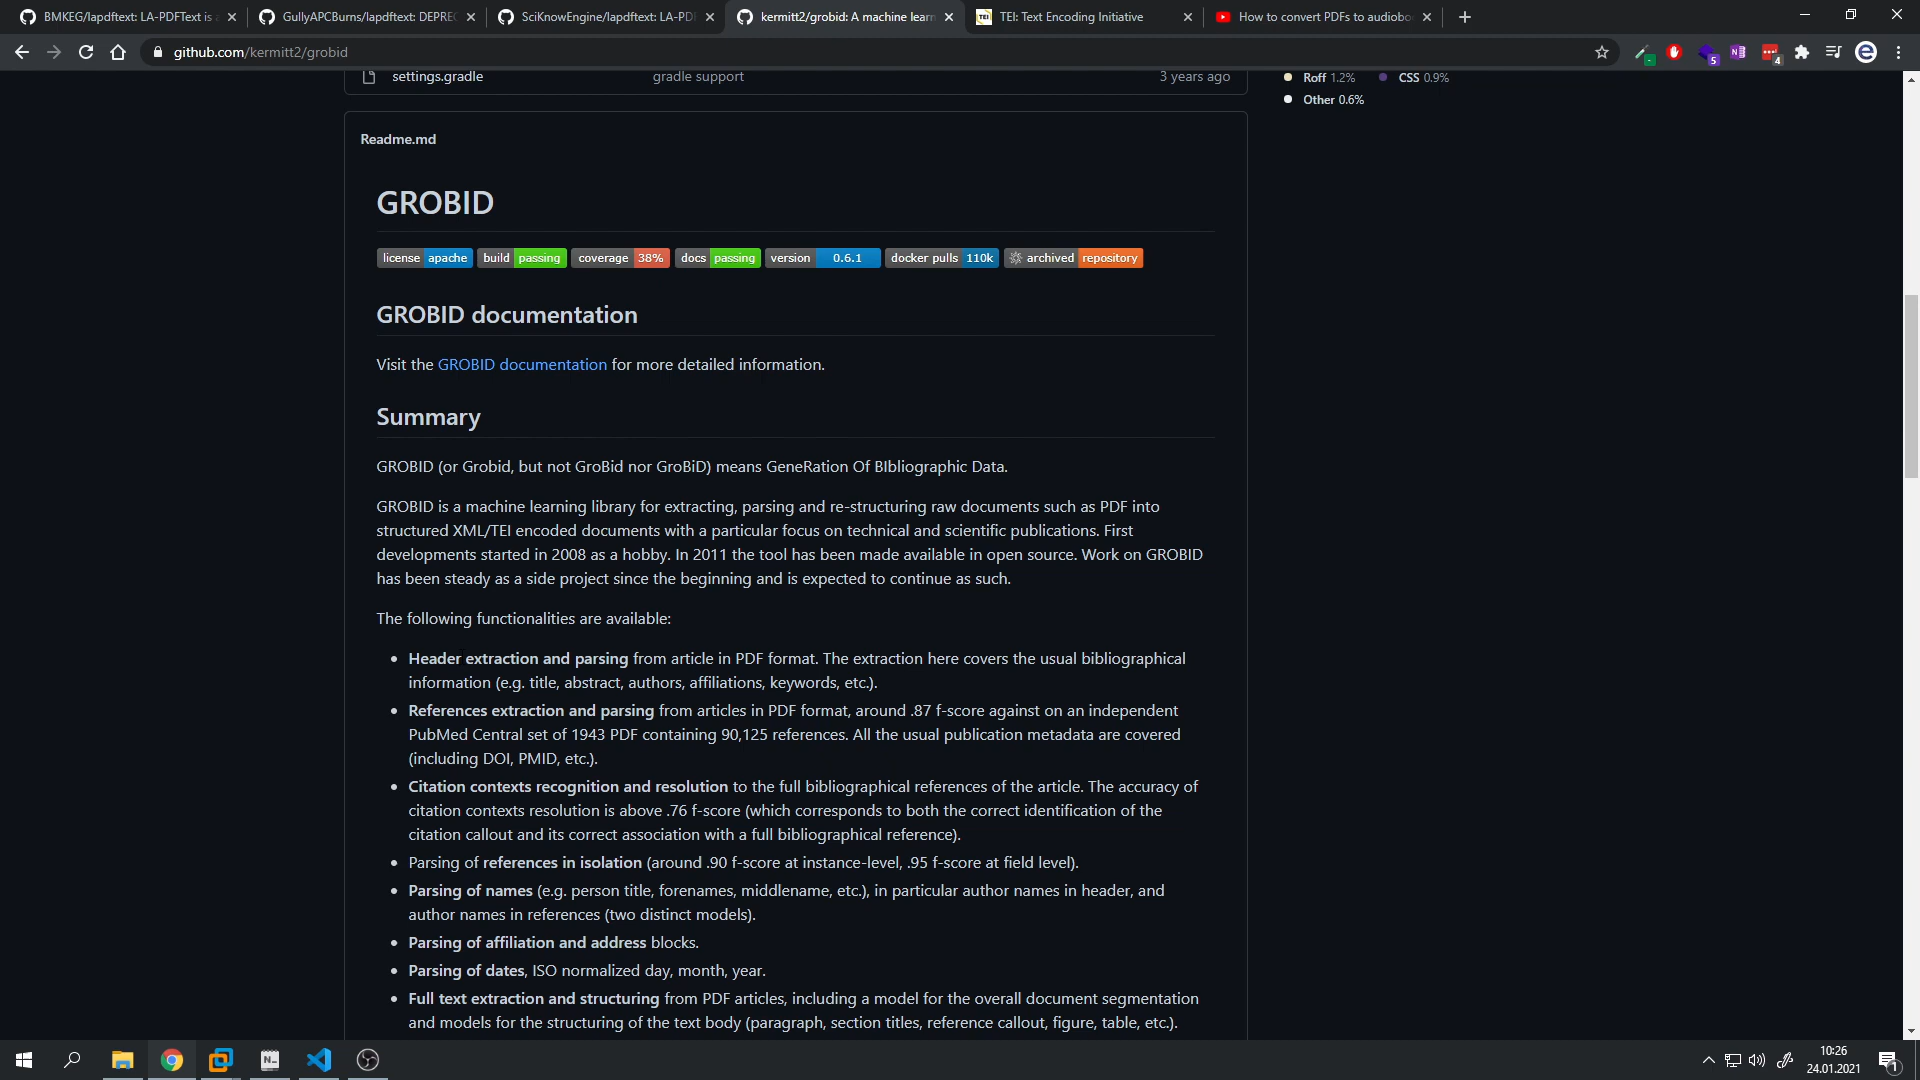 BMKEG/lapdftext: LA-PDFText is
GullyAPCBurns/lapdftext: DEPREC
SciKnowEngine/lapdftext: LA-PDF
kermitt2/grobid: A machine learn
TEI: Text Encoding Initiative
How to convert PDFs to audiobo
github.com/kermitt2/grobid
settings.gradle gradle support 3 years ago
Roff 1.2% CSS 0.9%
Other 0.6%
Readme.md
GROBID
license apache build passing coverage 38% docs passing version 0.6.1 docker pulls 110k archived repository
GROBID documentation
Visit the GROBID documentation for more detailed information.
Summary
GROBID (or Grobid, but not GroBid nor GroBiD) means GeneRation Of BIbliographic Data.
GROBID is a machine learning library for extracting, parsing and re-structuring raw documents such as PDF into
structured XML/TEI encoded documents with a particular focus on technical and scientific publications. First
developments started in 2008 as a hobby. In 2011 the tool has been made available in open source. Work on GROBID
has been steady as a side project since the beginning and is expected to continue as such.
The following functionalities are available:
• Header extraction and parsing from article in PDF format. The extraction here covers the usual bibliographical
information (e.g. title, abstract, authors, affiliations, keywords, etc.).
• References extraction and parsing from articles in PDF format, around .87 f-score against on an independent
PubMed Central set of 1943 PDF containing 90,125 references. All the usual publication metadata are covered
(including DOI, PMID, etc.).
• Citation contexts recognition and resolution to the full bibliographical references of the article. The accuracy of
citation contexts resolution is above .76 f-score (which corresponds to both the correct identification of the
citation callout and its correct association with a full bibliographical reference).
• Parsing of references in isolation (around .90 f-score at instance-level, .95 f-score at field level).
• Parsing of names (e.g. person title, forenames, middlename, etc.), in particular author names in header, and
author names in references (two distinct models).
• Parsing of affiliation and address blocks.
• Parsing of dates, ISO normalized day, month, year.
• Full text extraction and structuring from PDF articles, including a model for the overall document segmentation
and models for the structuring of the text body (paragraph, section titles, reference callout, figure, table, etc.).
10:26
24.01.2021